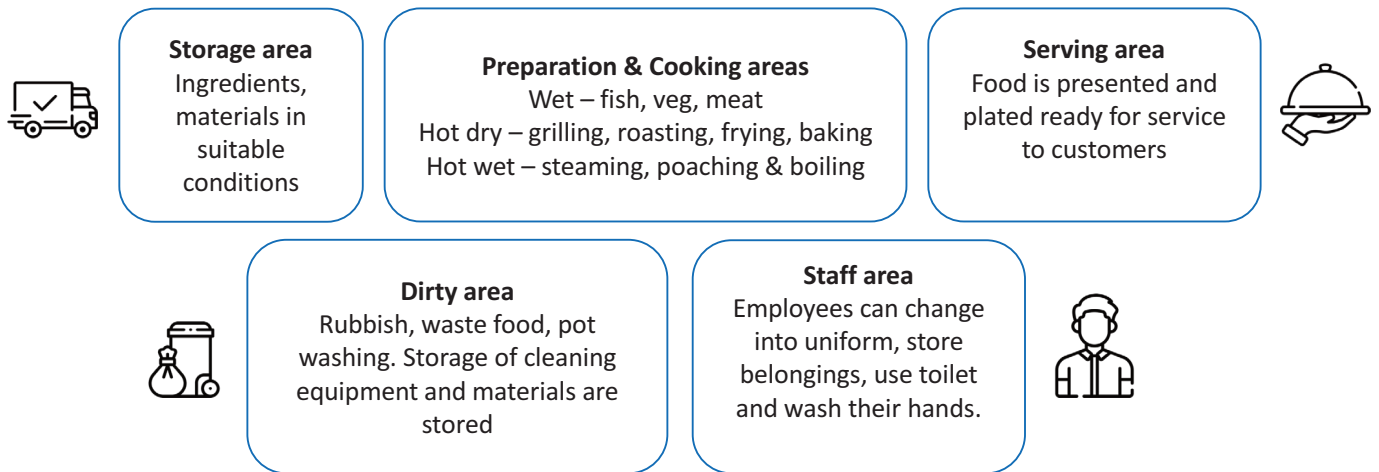 Storage area
Ingredients,
materials in
suitable
conditions
Preparation & Cooking areas
Wet – fish, veg, meat
Hot dry – grilling, roasting, frying, baking
Hot wet – steaming, poaching & boiling
Serving area
Food is presented and
plated ready for service
to customers
Dirty area
Rubbish, waste food, pot
washing. Storage of cleaning
equipment and materials are
stored
Staff area
Employees can change
into uniform, store
belongings, use toilet
and wash their hands.